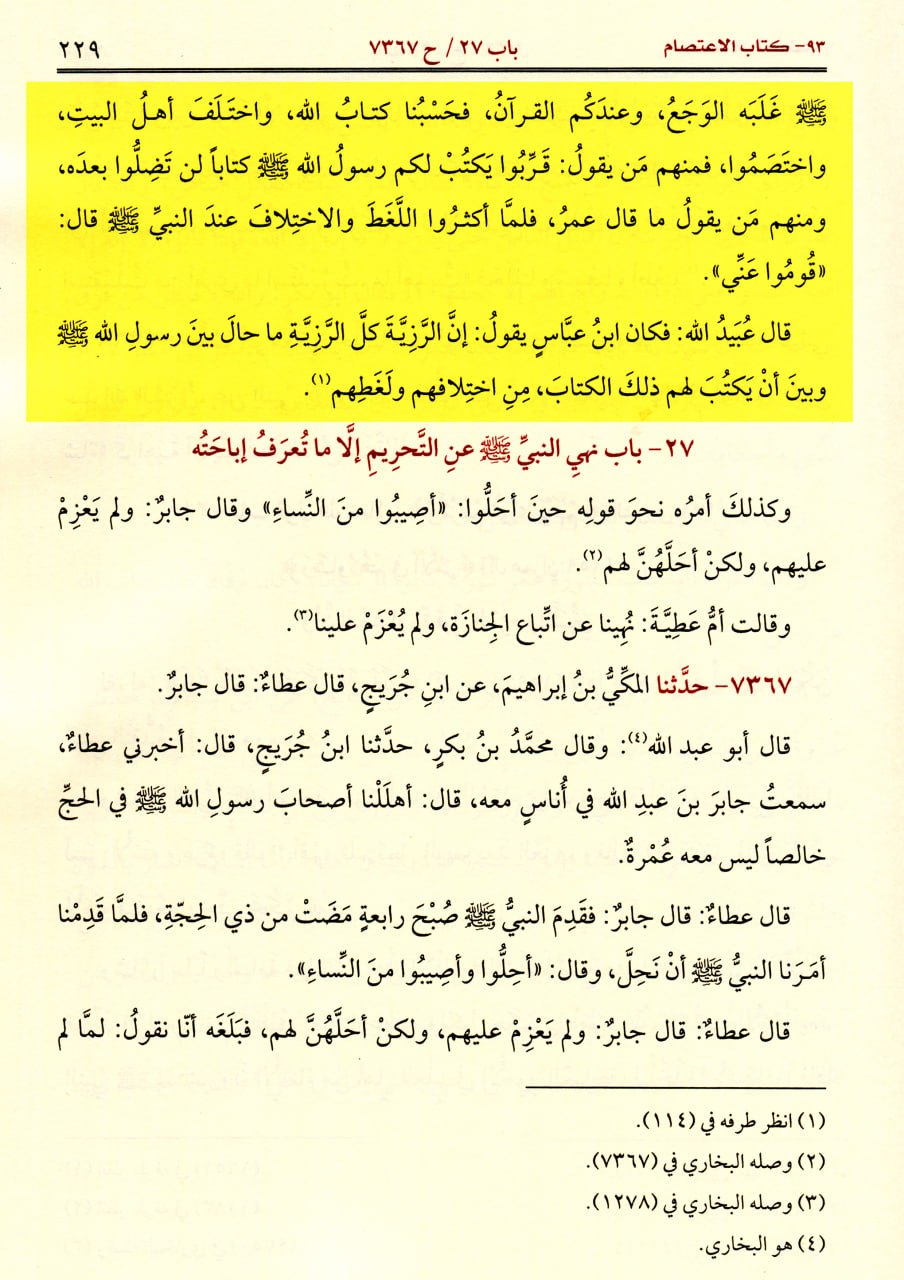 ٩٣- كتاب الاعتصام باب ٢٧ / ح ٧٣٦٧ ٢٢٩
ﷺ غَلَبَه الوَجَعُ، وعندَكُم القرآنُ، فحَسْبُنا كتابُ الله، واختَلَفَ أهلُ البيتِ،
واختَصَمُوا، فمنهم مَن يقولُ: قَرِّبُوا يَكتُبْ لكم رسولُ الله ﷺ كتاباً لن تَضِلُّوا بعدَه،
ومنهم مَن يقولُ ما قال عمرُ، فلمَّا أكثرُوا اللَّغَطَ والاختِلافَ عندَ النبيِّ ﷺ قال:
«قُومُوا عَنِّي».
قال عُبَيدُ الله: فكان ابنُ عبَّاسٍ يقولُ: إنَّ الرَّزِيَّةَ كلَّ الرَّزِيَّةِ ما حالَ بينَ رسولِ الله ﷺ
وبينَ أنْ يَكتُبَ لهم ذلكَ الكتابَ، مِنِ اختِلافهم ولَغَطِهم(١).
٢٧- باب نهيِ النبيِّ ﷺ عنِ التَّحرِيمِ إلَّا ما تُعرَفُ إباحَتُه
وكذلكَ أمرُه نحوَ قولِه حينَ أحَلُّوا: «أصِيبُوا منَ النِّساءِ» وقال جابرٌ: ولم يَعْزِمْ
عليهم، ولكنْ أحَلَّهُنَّ لهم(٢).
وقالت أمُّ عَطِيَّةَ: نُهِينا عن اتِّباع الجِنازَة، ولم يُعْزَمْ علينا(٣).
٧٣٦٧- حدَّثنا المكِّيُّ بنُ إبراهيمَ، عن ابنِ جُرَيجٍ، قال عطاءٌ: قال جابرٌ.
قال أبو عبد الله(٤): وقال محمَّدُ بنُ بكرٍ، حدَّثنا ابنُ جُرَيجٍ، قال: أخبرني عطاءٌ،
سمعتُ جابرَ بنَ عبدِ الله في أُناسٍ معه، قال: أهلَلْنا أصحابَ رسولِ الله ﷺ في الحجِّ
خالصاً ليس معه عُمْرةٌ.
قال عطاءٌ: قال جابرٌ: فقَدِمَ النبيُّ ﷺ صُبْحَ رابعةٍ مَضَتْ من ذي الحِجّةِ، فلمَّا قَدِمْنا
أمَرَنا النبيُّ ﷺ أنْ نَحِلَّ، وقال: «أحِلُّوا وأصِيبُوا منَ النِّساءِ».
قال عطاءٌ: قال جابرٌ: ولم يَعْزِمْ عليهم، ولكنْ أحَلَّهُنَّ لهم، فبَلَغَه أنّا نقولُ: لمَّا لم
(١) انظر طرفه في (١١٤).
(٢) وصله البخاري في (٧٣٦٧).
(٣) وصله البخاري في (١٢٧٨).
(٤) هو البخاري.